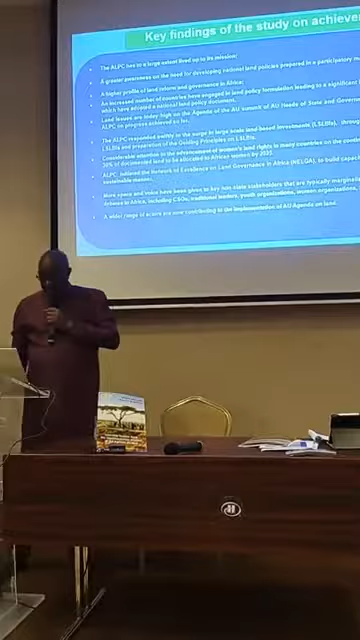 Key findings of the study on achievem
The ALPC has to a large extent lived up to its mission;
A greater awareness on the need for developing national land policies prepared in a participatory m
A higher profile of land reform and governance in Africa;
An increased number of countries have engaged in land policy formulation leading to a significant
which have adopted a national land policy document.
Land issues are today high on the Agenda of the AU summit of AU Heads of State and Govern
ALPC on progress achieved so far.
The ALPC responded swiftly to the surge in large scale land-based investments (LSLBIs), throug
LSLBIs and preparation of the Guiding Principles on LSLBIs.
Considerable attention to the advancement of women's land rights in many countries on the contin
30% of documented land to be allocated to African women by 2025.
ALPC initiated the Network of Excellence on Land Governance in Africa (NELGA), to build capac
sustainable manner.
More space and voice have been given to key non-state stakeholders that are typically marginaliz
debates in Africa, including CSOs, traditional leaders, youth organisations, women organizations,
A wider range of actors are now contributing to the implementation of AU Agenda on land.